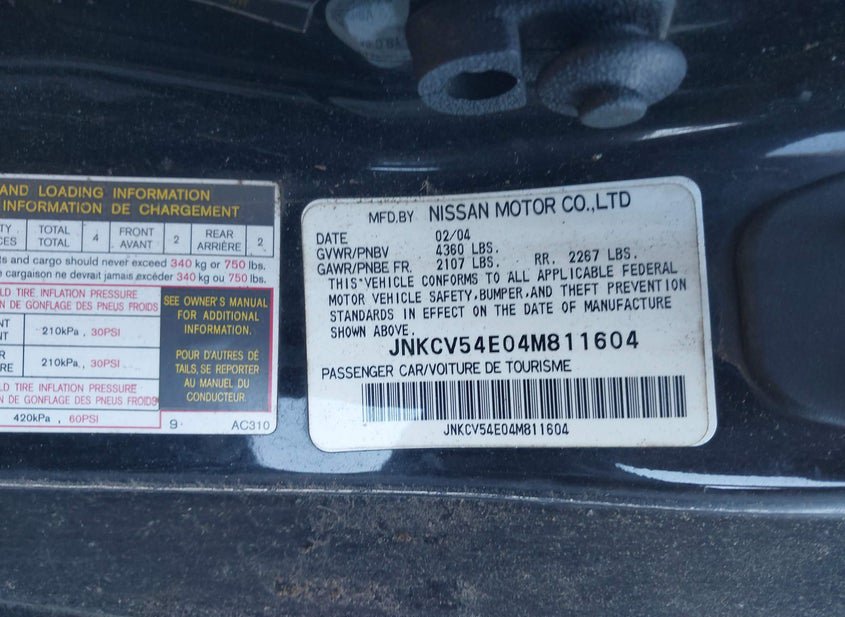 AND LOADING INFORMATION
INFORMATION DE CHARGEMENT
TOTAL
TOTAL
4
FRONT
AVANT
2
REAR
ARRIÈRE
2
and cargo should never exceed 340 kg or 750 lbs.
cargaison ne devrait jamais excéder 340 kg ou 750 lbs.
TIRE INFLATION PRESSURE
DE GONFLAGE DES PNEUS FROIDS
210kPa , 30PSI
210kPa , 30PSI
TIRE INFLATION PRESSURE
DE GONFLAGE DES PNEUS FROIDS
420kPa , 60PSI
SEE OWNER'S MANUAL
FOR ADDITIONAL
INFORMATION.
POUR D'AUTRES DÉ
TAILS, SE REPORTER
AU MANUEL DU
CONDUCTEUR.
9
AC310
MFD.BY NISSAN MOTOR CO.,LTD
DATE 02/04
GVWR/PNBV 4360 LBS.
GAWR/PNBE FR. 2107 LBS. RR. 2267 LBS.
THIS VEHICLE CONFORMS TO ALL APPLICABLE FEDERAL
MOTOR VEHICLE SAFETY,BUMPER,AND THEFT PREVENTION
STANDARDS IN EFFECT ON THE DATE OF MANUFACTURE
SHOWN ABOVE.
JNKCV54E04M811604
PASSENGER CAR/VOITURE DE TOURISME
JNKCV54E04M811604